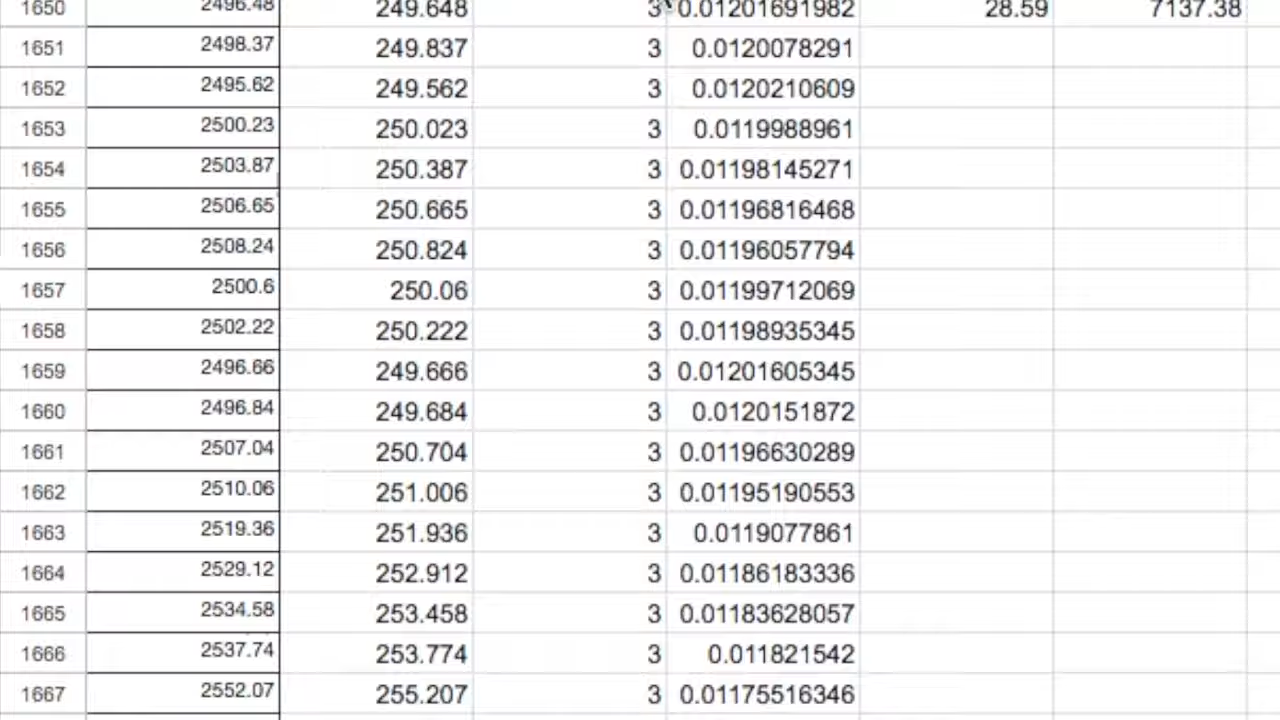 1650 2496.48 249.648 3 0.01201691982 28.59 7137.38
1651 2498.37 249.837 3 0.0120078291
1652 2495.62 249.562 3 0.0120210609
1653 2500.23 250.023 3 0.0119988961
1654 2503.87 250.387 3 0.01198145271
1655 2506.65 250.665 3 0.01196816468
1656 2508.24 250.824 3 0.01196057794
1657 2500.6 250.06 3 0.01199712069
1658 2502.22 250.222 3 0.01198935345
1659 2496.66 249.666 3 0.01201605345
1660 2496.84 249.684 3 0.0120151872
1661 2507.04 250.704 3 0.01196630289
1662 2510.06 251.006 3 0.01195190553
1663 2519.36 251.936 3 0.0119077861
1664 2529.12 252.912 3 0.01186183336
1665 2534.58 253.458 3 0.01183628057
1666 2537.74 253.774 3 0.011821542
1667 2552.07 255.207 3 0.01175516346